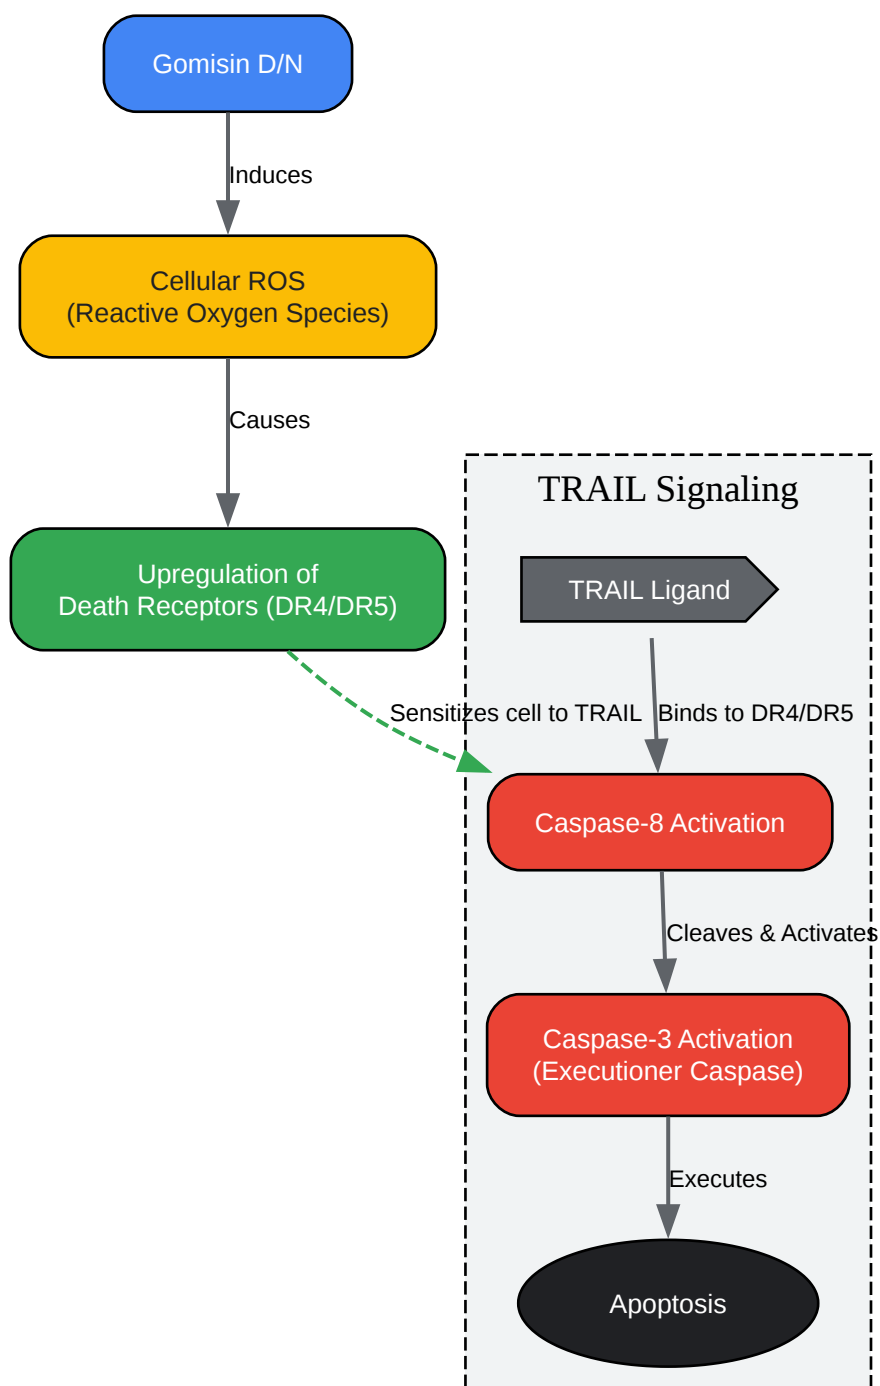 Gomisin D/N
Induces
Cellular ROS
(Reactive Oxygen Species)
Causes
TRAIL Signaling
Upregulation of
Death Receptors (DR4/DR5)
TRAIL Ligand
Sensitizes cell to TRAIL
Binds to DR4/DR5
Caspase-8 Activation
Cleaves & Activates
Caspase-3 Activation
(Executioner Caspase)
Executes
Apoptosis